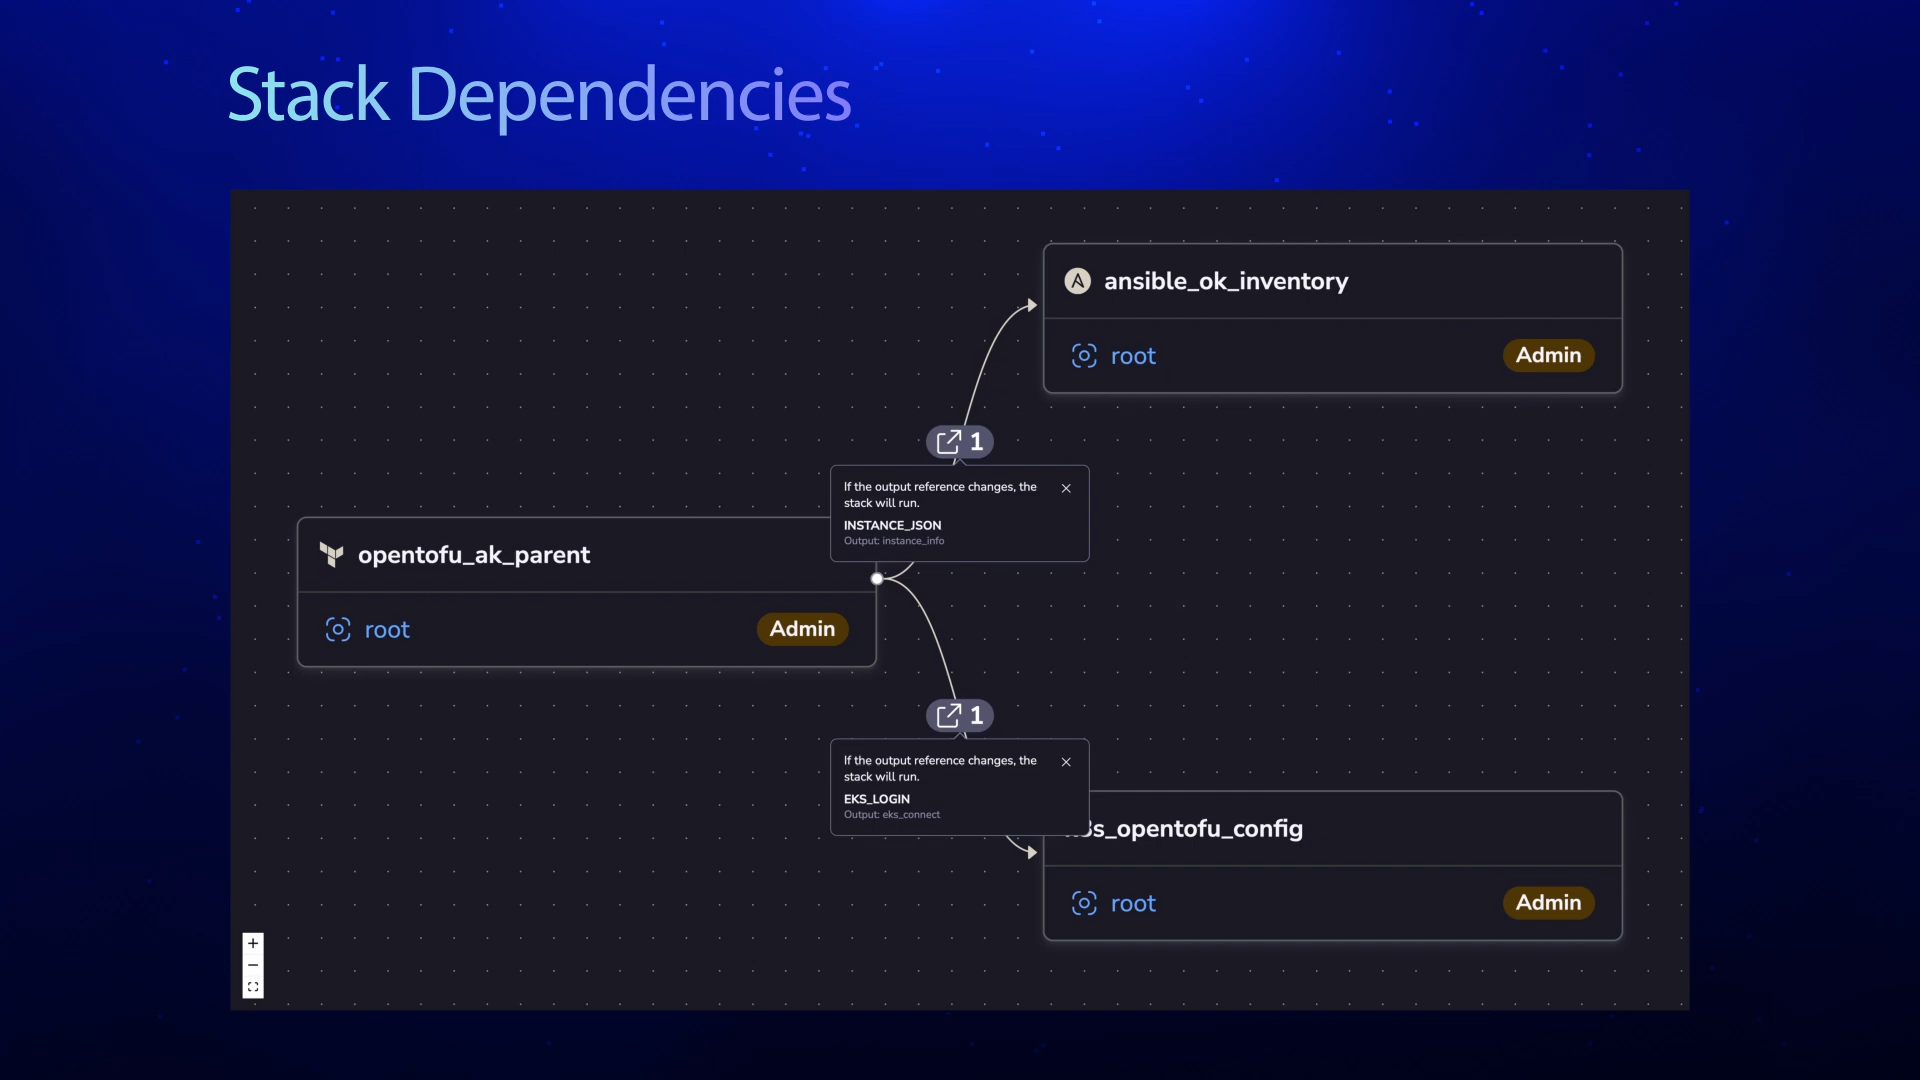 Stack Dependencies
ansible_ok_inventory
root
Admin
1
If the output reference changes, the
stack will run.
INSTANCE_JSON
Output: instance_info
opentofu_ak_parent
root
Admin
1
If the output reference changes, the
stack will run.
EKS_LOGIN
Output: eks_connect
s_opentofu_config
root
Admin